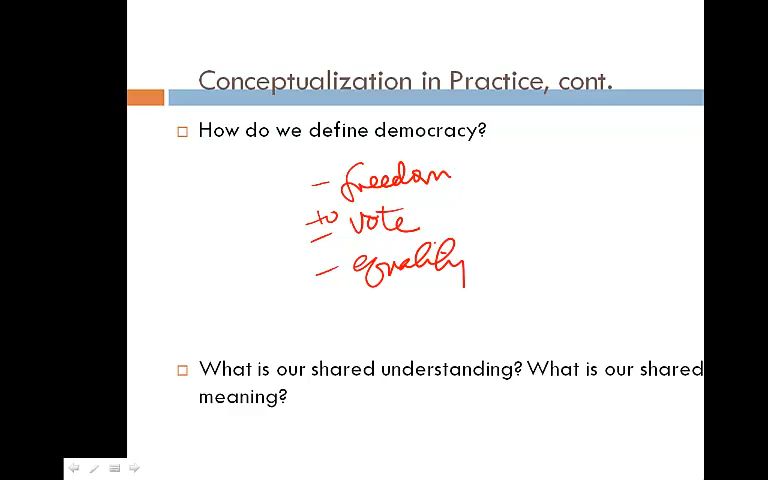 Conceptualization in Practice, cont.
How do we define democracy?
– freedom
– to vote
– equality
What is our shared understanding? What is our shared
meaning?